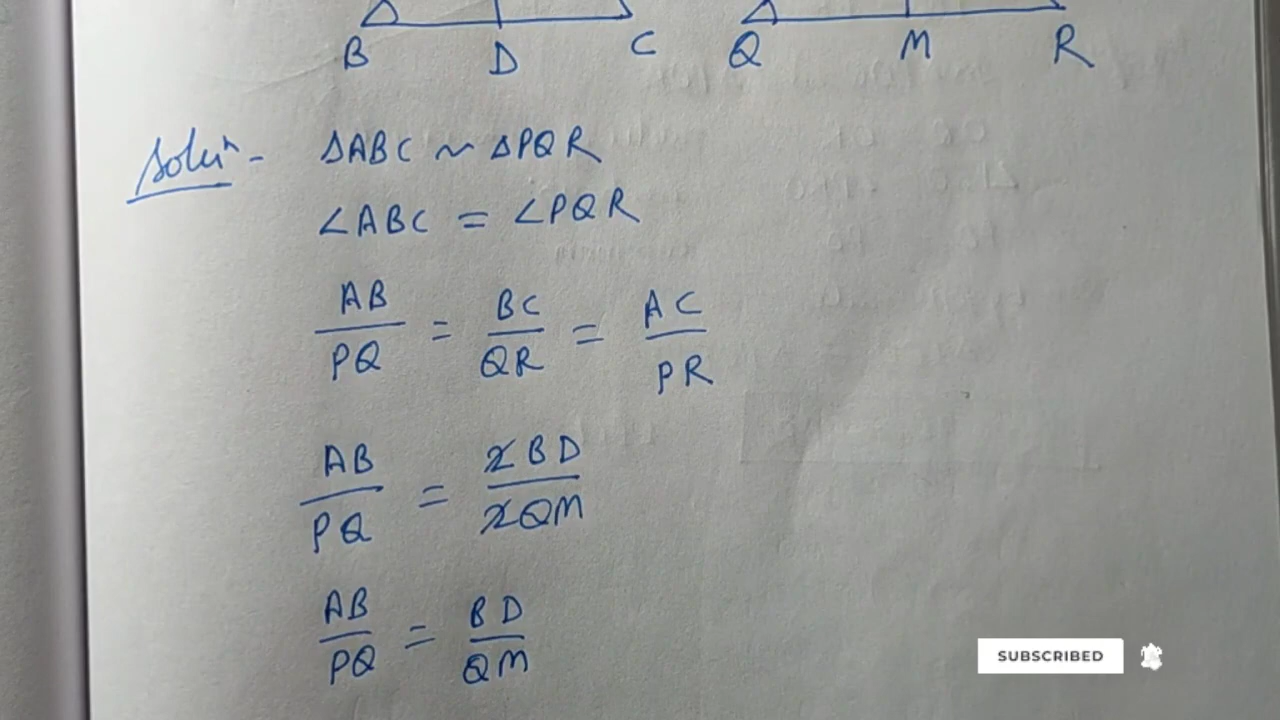 B D C Q M R
Soluⁿ - ΔABC ~ ΔPQR
∠ABC = ∠PQR
AB/PQ = BC/QR = AC/PR
AB/PQ = 2BD/2QM
AB/PQ = BD/QM
SUBSCRIBED